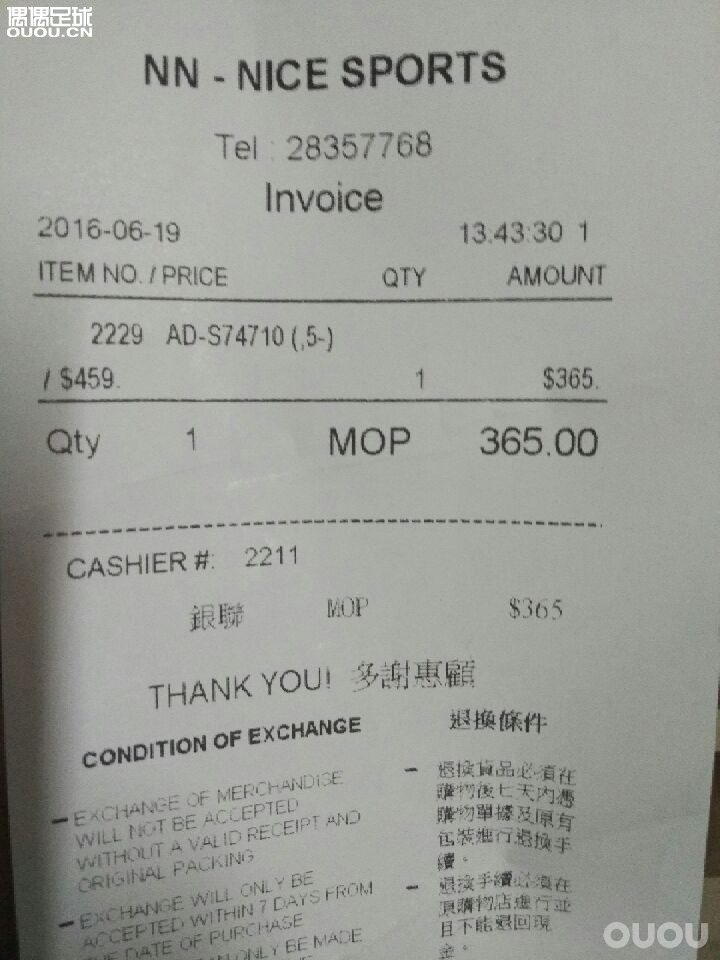 偶偶足球
OUOU.CN
NN - NICE SPORTS
Tel : 28357768
Invoice
2016-06-19 13:43:30 1
ITEM NO. / PRICE QTY AMOUNT
2229 AD-S74710 (,5-)
/ $459. 1 $365.
Qty 1 MOP 365.00
CASHIER #: 2211
銀聯 MOP $365
THANK YOU! 多謝惠顧
CONDITION OF EXCHANGE
- EXCHANGE OF MERCHANDISE
WILL NOT BE ACCEPTED
WITHOUT A VALID RECEIPT AND
ORIGINAL PACKING
- EXCHANGE WILL ONLY BE
ACCEPTED WITHIN 7 DAYS FROM
THE DATE OF PURCHASE
CAN ONLY BE MADE
退換條件
- 退換貨品必須在
購物後七天內憑
購物單據及原有
包裝進行退換手
續。
- 退換手續必須在
原購物店進行並
且不能退回現
金。
OUOU